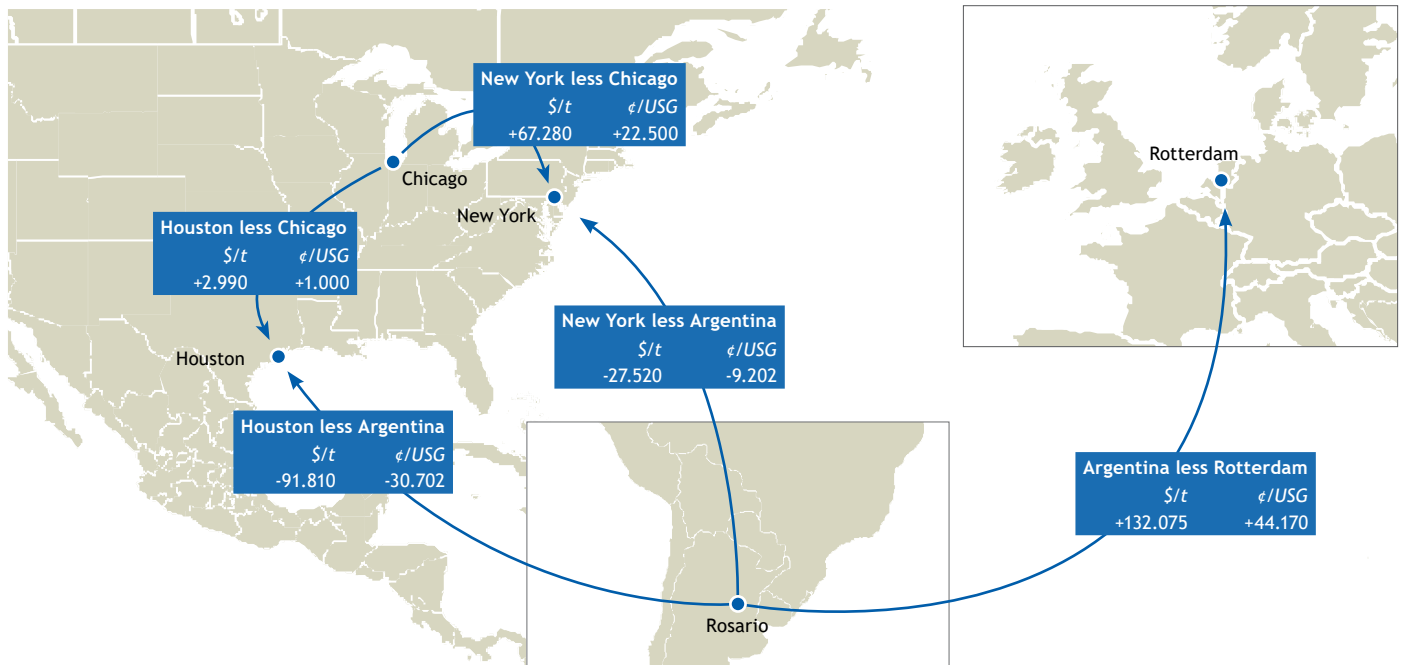 New York less Chicago
$/t ¢/USG
+67.280 +22.500
Rotterdam
Chicago
New York
Houston less Chicago
$/t ¢/USG
+2.990 +1.000
New York less Argentina
$/t ¢/USG
-27.520 -9.202
Houston
Houston less Argentina
$/t ¢/USG
-91.810 -30.702
Argentina less Rotterdam
$/t ¢/USG
+132.075 +44.170
Rosario